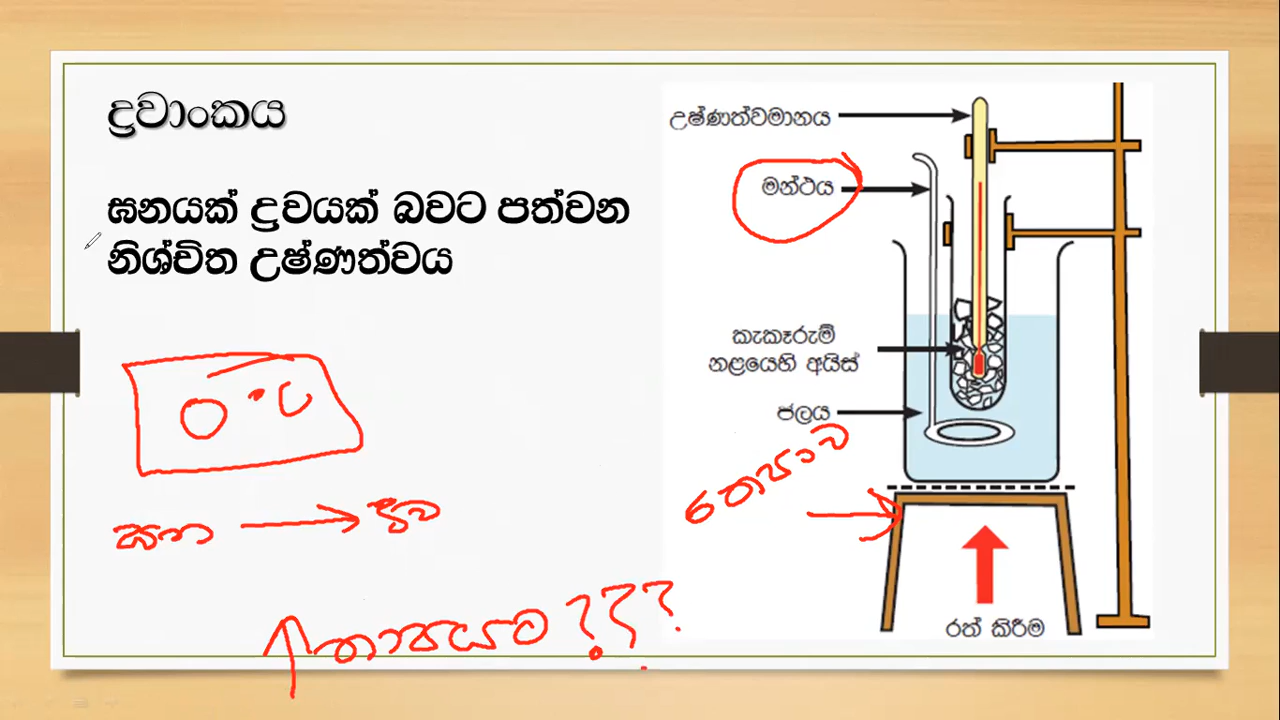 ද්‍රවාංකය
ඝනයක් ද්‍රවයක් බවට පත්වන
නිශ්චිත උෂ්ණත්වය
0 °C
ඝන → ද්‍රව
↑ තාපයට ???
උෂ්ණත්වමානය
මන්ථය
කැකෑරුම්
නළයෙහි අයිස්
ජලය
තෙපාව
රත් කිරීම